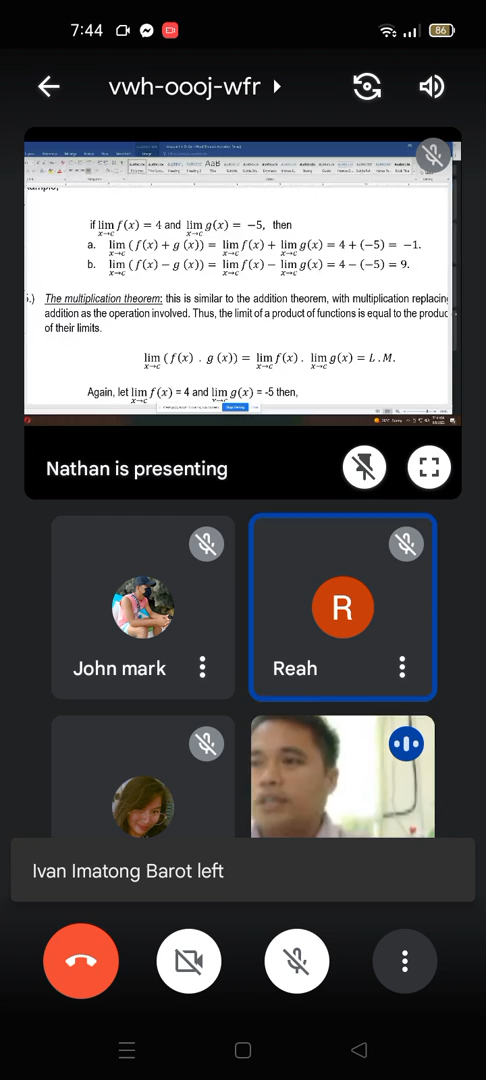 7:44
86
vwh-oooj-wfr
if lim x→c f(x) = 4 and lim x→c g(x) = −5, then
a. lim x→c (f(x) + g (x)) = lim x→c f(x) + lim x→c g(x) = 4 + (−5) = −1.
b. lim x→c (f(x) − g (x)) = lim x→c f(x) − lim x→c g(x) = 4 − (−5) = 9.
The multiplication theorem: this is similar to the addition theorem, with multiplication replacing
addition as the operation involved. Thus, the limit of a product of functions is equal to the produc
of their limits.
lim x→c (f(x) . g (x)) = lim x→c f(x) . lim x→c g(x) = L . M.
Again, let lim x→c f(x) = 4 and lim x→c g(x) = -5 then,
Nathan is presenting
R
John mark
Reah
Ivan Imatong Barot left